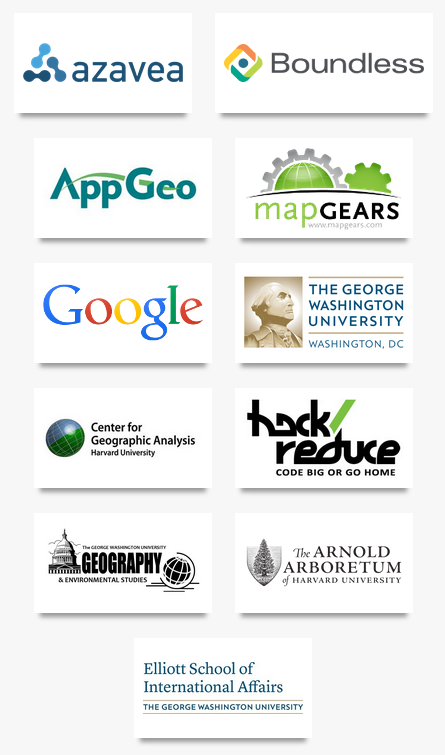 azavea
Boundless
AppGeo
mapGEARS
www.mapgears.com
Google
THE GEORGE
WASHINGTON
UNIVERSITY
WASHINGTON, DC
Center for
Geographic Analysis
Harvard University
hack/
reduce
CODE BIG OR GO HOME
The GEORGE WASHINGTON UNIVERSITY
GEOGRAPHY
& ENVIRONMENTAL STUDIES
The ARNOLD
ARBORETUM
of HARVARD UNIVERSITY
Elliott School of
International Affairs
THE GEORGE WASHINGTON UNIVERSITY